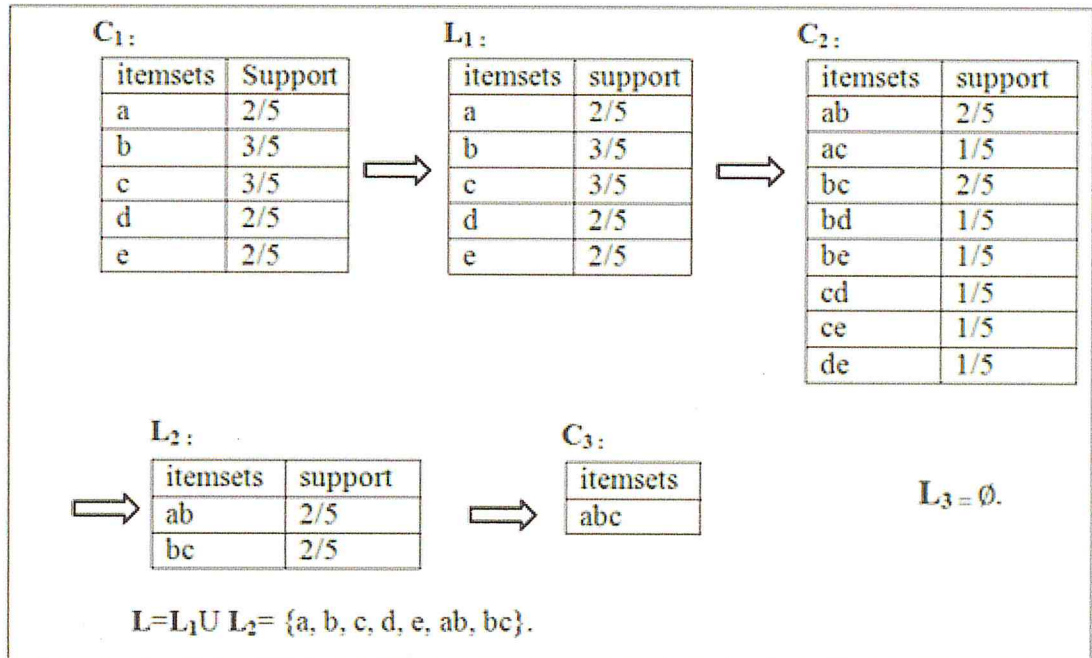 C1: L1: C2:
itemsets Support itemsets support itemsets support
a 2/5 a 2/5 ab 2/5
b 3/5 b 3/5 ac 1/5
c 3/5 c 3/5 bc 2/5
d 2/5 d 2/5 bd 1/5
e 2/5 e 2/5 be 1/5
cd 1/5
ce 1/5
de 1/5
L2: C3:
itemsets support itemsets
ab 2/5 abc
bc 2/5
L3 = Ø.
L=L1U L2= {a, b, c, d, e, ab, bc}.